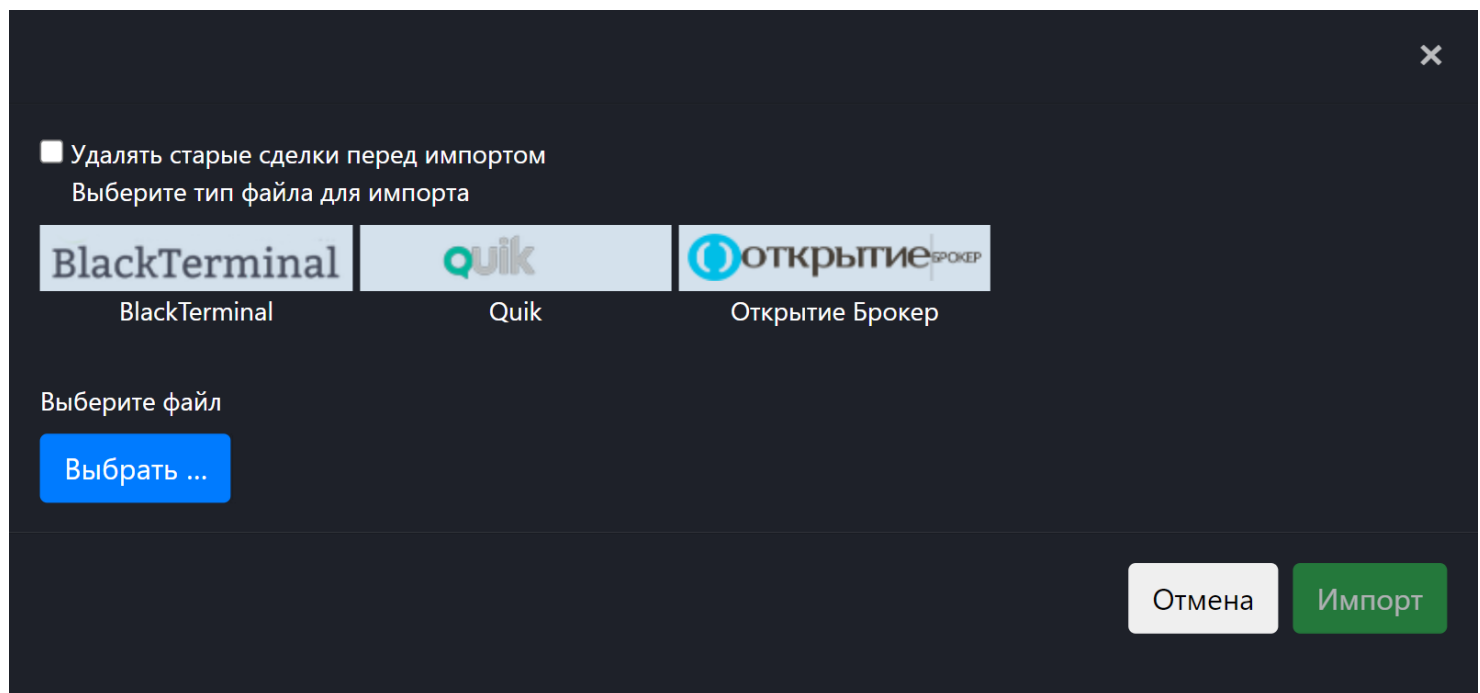 ×
Удалять старые сделки перед импортом
Выберите тип файла для импорта
BlackTerminal quik открытие БРОКЕР
BlackTerminal Quik Открытие Брокер
Выберите файл
Выбрать ...
Отмена Импорт